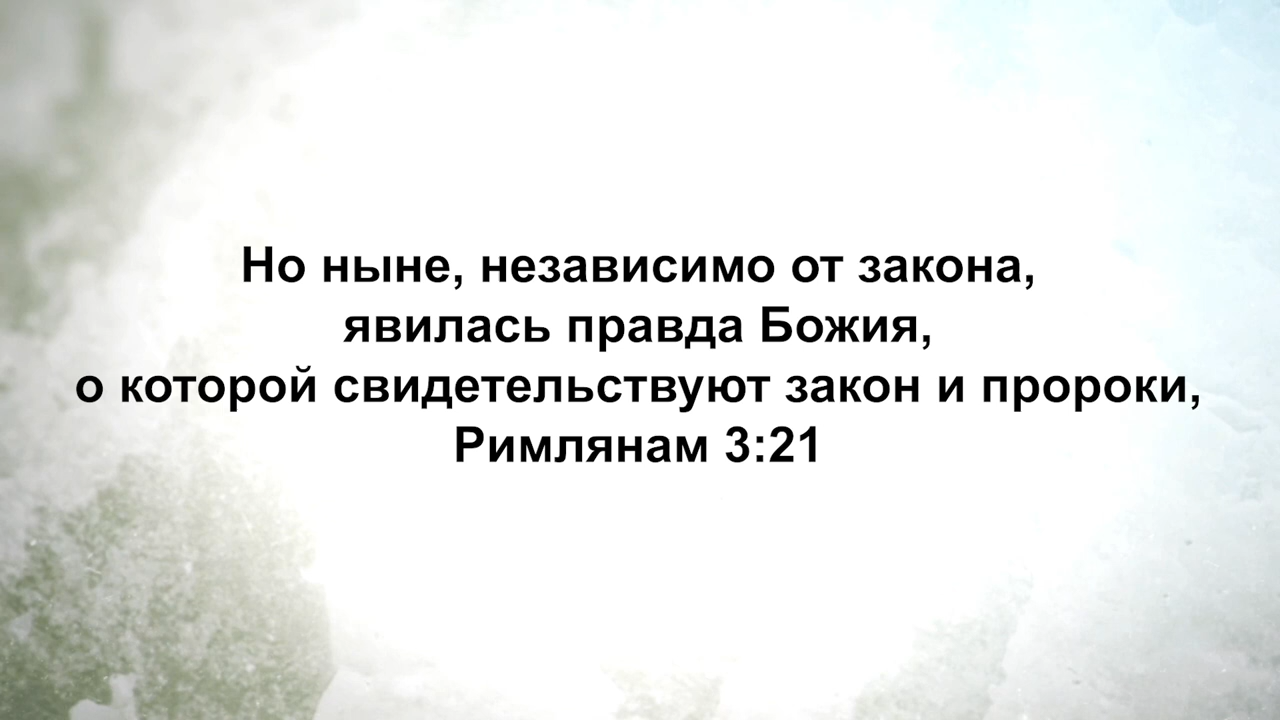 Но ныне, независимо от закона,
явилась правда Божия,
о которой свидетельствуют закон и пророки,
Римлянам 3:21